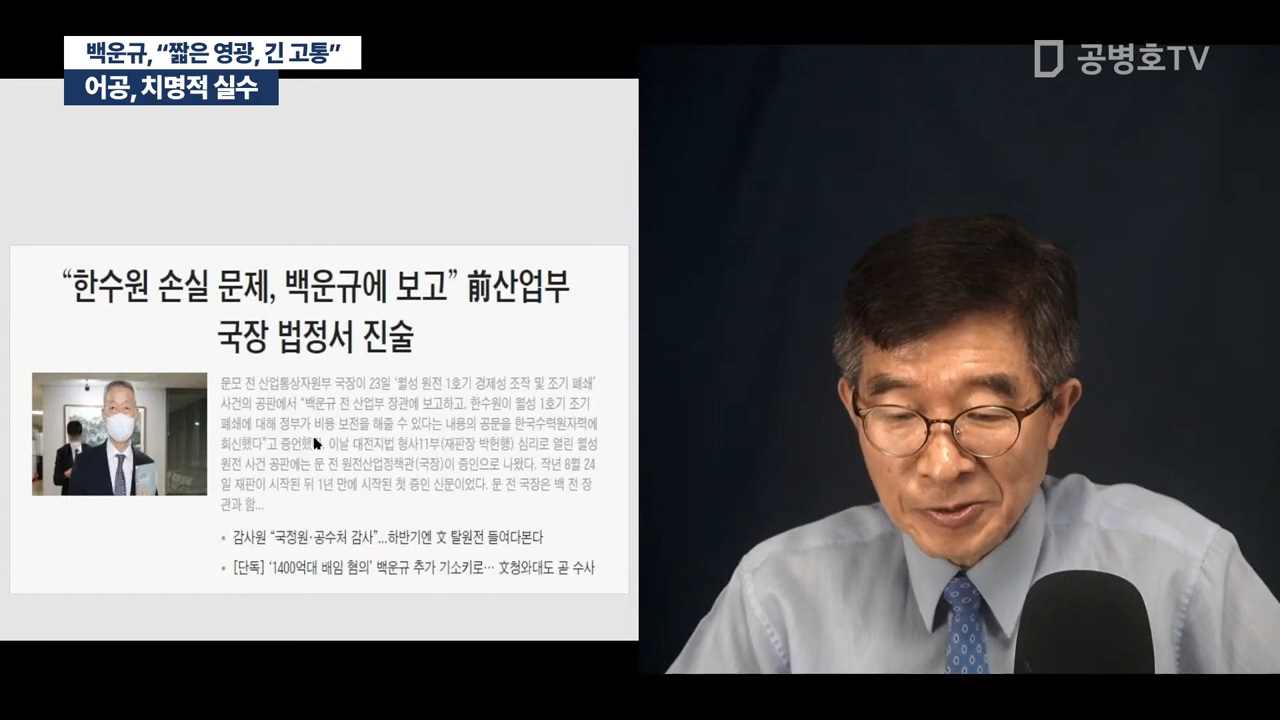 백운규, “짧은 영광, 긴 고통”
어공, 치명적 실수
공병호TV
“한수원 손실 문제, 백운규에 보고” 前산업부
국장 법정서 진술
문모 전 산업통상자원부 국장이 23일 ‘월성 원전 1호기 경제성 조작 및 조기 폐쇄’
사건의 공판에서 “백운규 전 산업부 장관에 보고하고, 한수원이 월성 1호기 조기
폐쇄에 대해 정부가 비용 보전을 해줄 수 있다는 내용의 공문을 한국수력원자력에
회신했다”고 증언했. 이날 대전지법 형사11부(재판장 박헌행) 심리로 열린 월성
원전 사건 공판에는 문 전 원전산업정책관(국장)이 증인으로 나왔다. 작년 8월 24
일 재판이 시작된 뒤 1년 만에 시작된 첫 증인 신문이었다. 문 전 국장은 백 전 장
관과 함...
• 감사원 “국정원·공수처 감사”...하반기엔 文 탈원전 들여다본다
• [단독] ‘1400억대 배임 혐의’ 백운규 추가 기소키로… 文청와대도 곧 수사